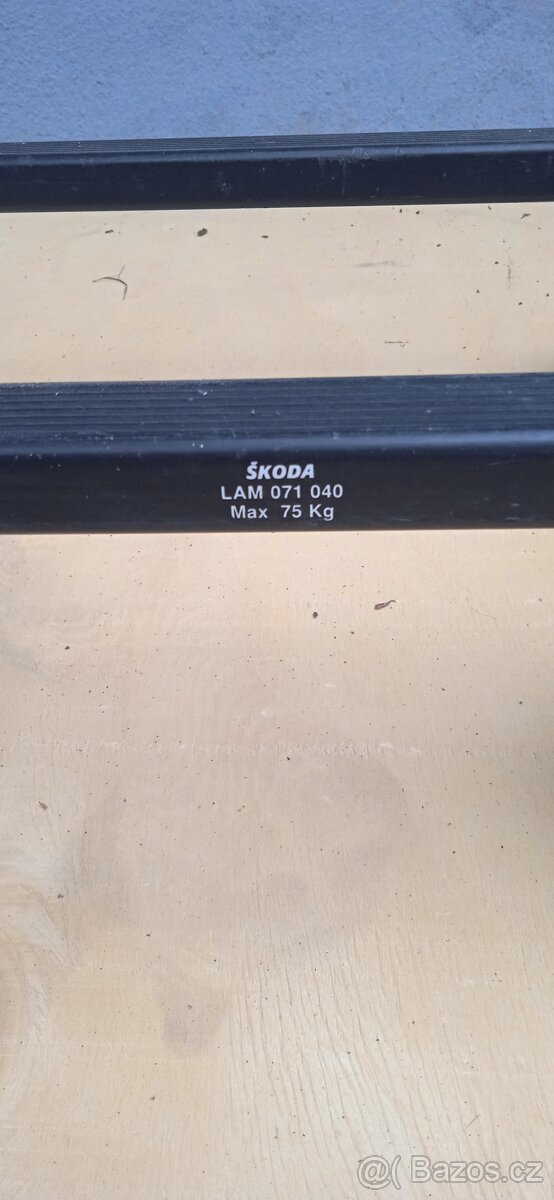 ŠKODA
LAM 071 040
Max 75 Kg
@ Bazos.cz